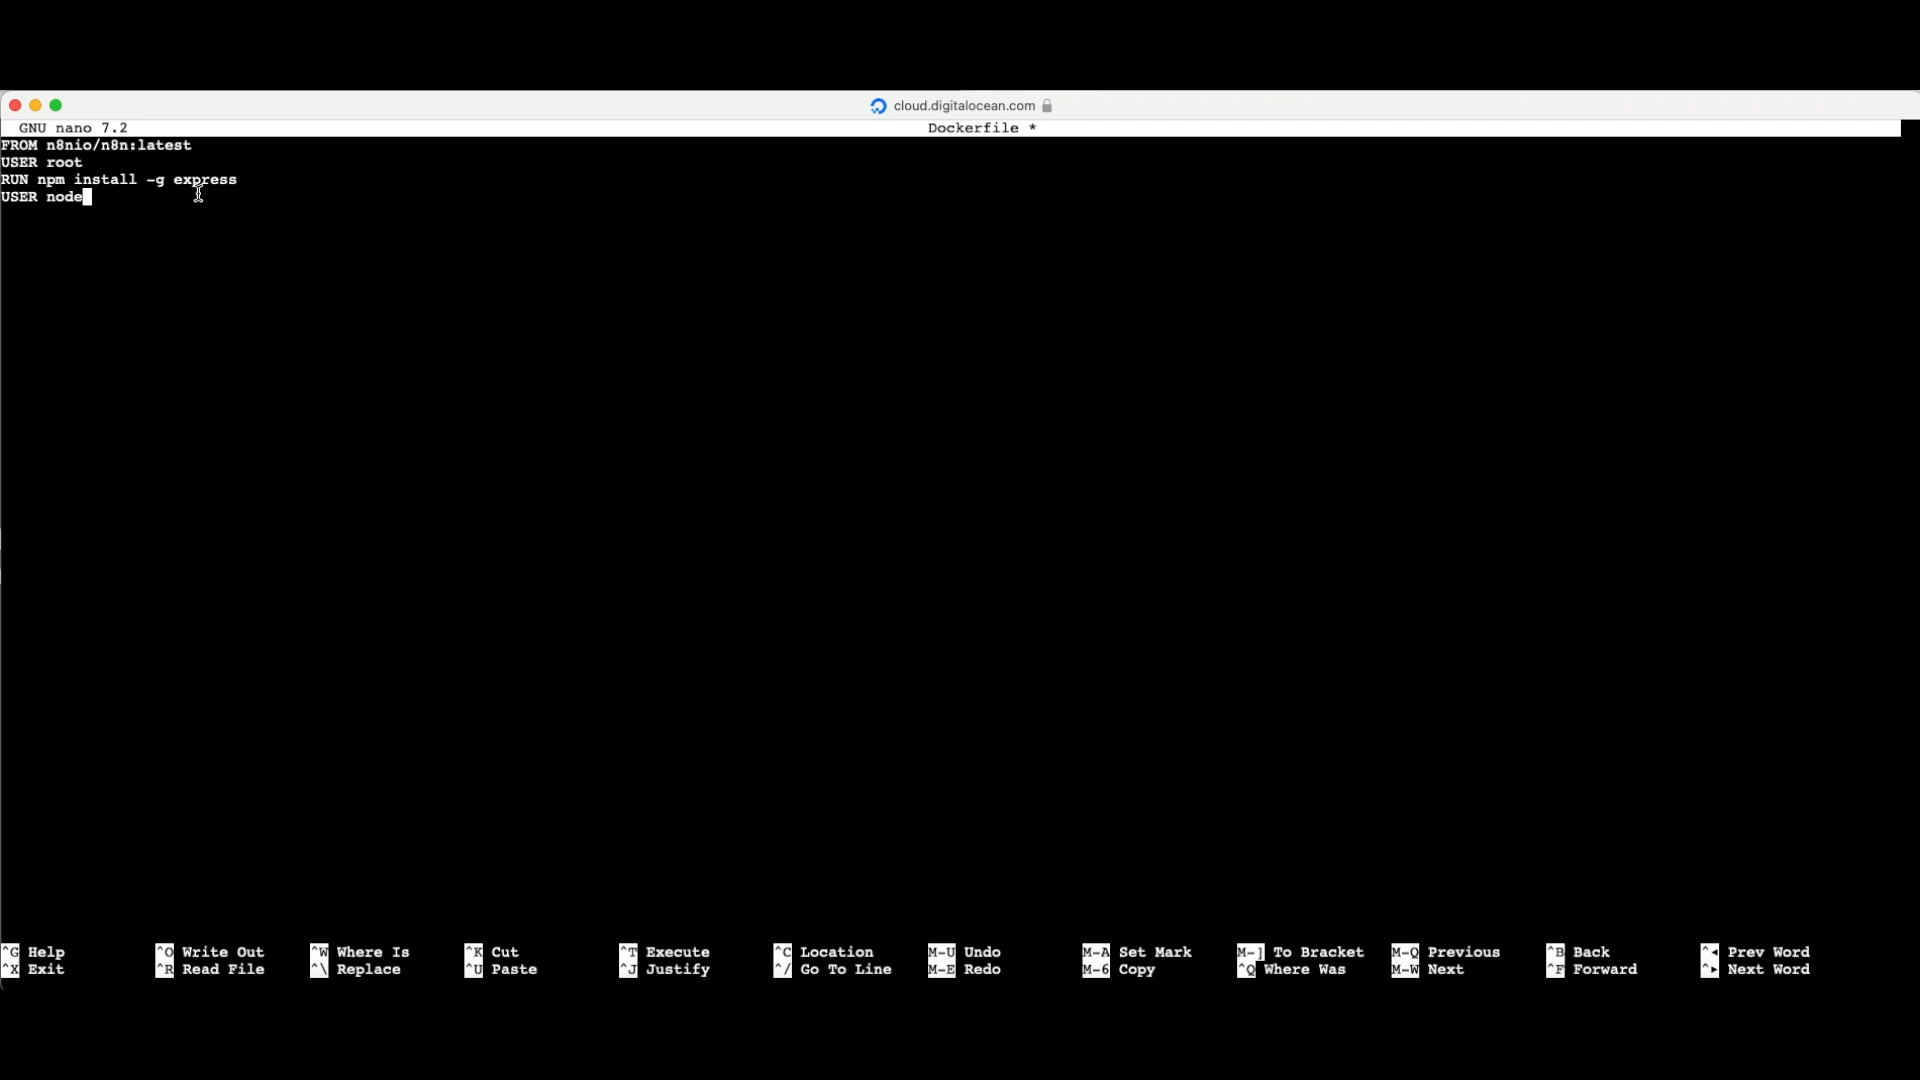 cloud.digitalocean.com
GNU nano 7.2 Dockerfile *
FROM n8nio/n8n:latest
USER root
RUN npm install -g express
USER node
^G Help ^O Write Out ^W Where Is ^K Cut ^T Execute ^C Location M-U Undo M-A Set Mark M-] To Bracket M-Q Previous ^B Back ^◂ Prev Word
^X Exit ^R Read File ^\ Replace ^U Paste ^J Justify ^/ Go To Line M-E Redo M-6 Copy ^Q Where Was M-W Next ^F Forward ^▸ Next Word